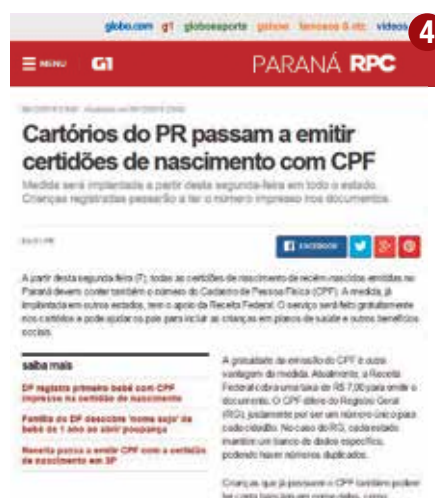 globo.com g1 globoesporte gshow famosos & etc vídeos
4
MENU G1 PARANÁ RPC
Cartórios do PR passam a emitir
certidões de nascimento com CPF
Medida será implantada a partir desta segunda-feira em todo o estado.
Crianças registradas passarão a ter o número impresso nos documentos.
Do G1 PR
FACEBOOK
A partir desta segunda-feira (7), todas as certidões de nascimento de recém-nascidos emitidas no
Paraná devem conter também o número do Cadastro de Pessoa Física (CPF). A medida, já
implantada em outros estados, tem o apoio da Receita Federal. O serviço será feito gratuitamente
nos cartórios e pode ajudar os pais para incluir as crianças em planos de saúde e outros benefícios
sociais.
saiba mais
DF registra primeiro bebê com CPF
impresso na certidão de nascimento
Família do DF descobre 'nome sujo' de
bebê de 1 ano ao abrir poupança
Receita passa a emitir CPF com a certidão
de nascimento em SP
A gratuidade da emissão do CPF é outra
vantagem da medida. Atualmente, a Receita
Federal cobra uma taxa de R$ 7,00 para emitir o
documento. O CPF difere do Registro Geral
(RG), justamente por ser um número único para
cada cidadão. No caso do RG, cada estado
mantém um banco de dados específico,
podendo haver números duplicados.
Crianças que já possuem o CPF também podem